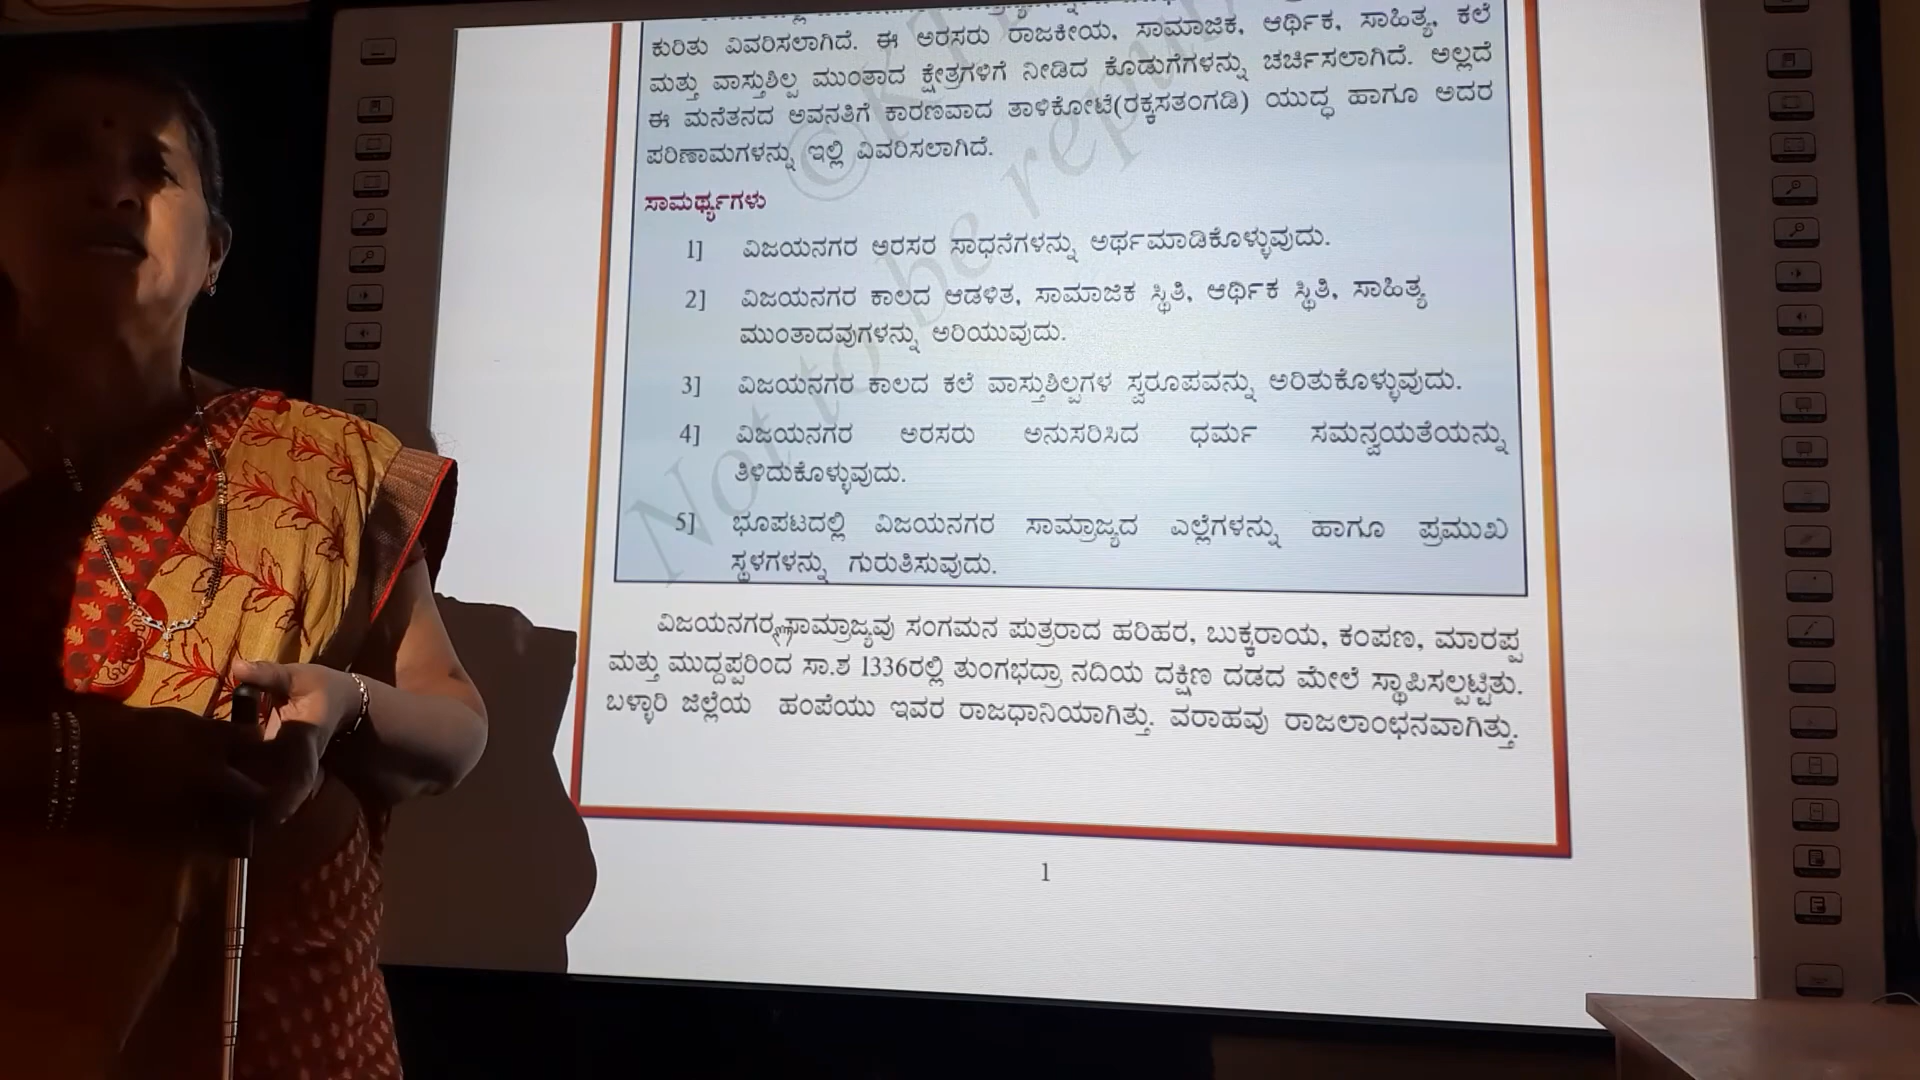 ಕುರಿತು ವಿವರಿಸಲಾಗಿದೆ. ಈ ಅರಸರು ರಾಜಕೀಯ, ಸಾಮಾಜಿಕ, ಆರ್ಥಿಕ, ಸಾಹಿತ್ಯ, ಕಲೆ
ಮತ್ತು ವಾಸ್ತುಶಿಲ್ಪ ಮುಂತಾದ ಕ್ಷೇತ್ರಗಳಿಗೆ ನೀಡಿದ ಕೊಡುಗೆಗಳನ್ನು ಚರ್ಚಿಸಲಾಗಿದೆ. ಅಲ್ಲದೆ
ಈ ಮನೆತನದ ಅವನತಿಗೆ ಕಾರಣವಾದ ತಾಳಿಕೋಟೆ(ರಕ್ಕಸತಂಗಡಿ) ಯುದ್ಧ ಹಾಗೂ ಅದರ
ಪರಿಣಾಮಗಳನ್ನು ಇಲ್ಲಿ ವಿವರಿಸಲಾಗಿದೆ.
ಸಾಮರ್ಥ್ಯಗಳು
1] ವಿಜಯನಗರ ಅರಸರ ಸಾಧನೆಗಳನ್ನು ಅರ್ಥಮಾಡಿಕೊಳ್ಳುವುದು.
2] ವಿಜಯನಗರ ಕಾಲದ ಆಡಳಿತ, ಸಾಮಾಜಿಕ ಸ್ಥಿತಿ, ಆರ್ಥಿಕ ಸ್ಥಿತಿ, ಸಾಹಿತ್ಯ
ಮುಂತಾದವುಗಳನ್ನು ಅರಿಯುವುದು.
3] ವಿಜಯನಗರ ಕಾಲದ ಕಲೆ ವಾಸ್ತುಶಿಲ್ಪಗಳ ಸ್ವರೂಪವನ್ನು ಅರಿತುಕೊಳ್ಳುವುದು.
4] ವಿಜಯನಗರ ಅರಸರು ಅನುಸರಿಸಿದ ಧರ್ಮ ಸಮನ್ವಯತೆಯನ್ನು
ತಿಳಿದುಕೊಳ್ಳುವುದು.
5] ಭೂಪಟದಲ್ಲಿ ವಿಜಯನಗರ ಸಾಮ್ರಾಜ್ಯದ ಎಲ್ಲೆಗಳನ್ನು ಹಾಗೂ ಪ್ರಮುಖ
ಸ್ಥಳಗಳನ್ನು ಗುರುತಿಸುವುದು.
ವಿಜಯನಗರ ಸಾಮ್ರಾಜ್ಯವು ಸಂಗಮನ ಪುತ್ರರಾದ ಹರಿಹರ, ಬುಕ್ಕರಾಯ, ಕಂಪಣ, ಮಾರಪ್ಪ
ಮತ್ತು ಮುದ್ದಪ್ಪರಿಂದ ಸಾ.ಶ 1336ರಲ್ಲಿ ತುಂಗಭದ್ರಾ ನದಿಯ ದಕ್ಷಿಣ ದಡದ ಮೇಲೆ ಸ್ಥಾಪಿಸಲ್ಪಟ್ಟಿತು.
ಬಳ್ಳಾರಿ ಜಿಲ್ಲೆಯ ಹಂಪೆಯು ಇವರ ರಾಜಧಾನಿಯಾಗಿತ್ತು. ವರಾಹವು ರಾಜಲಾಂಛನವಾಗಿತ್ತು.
1
Not to be